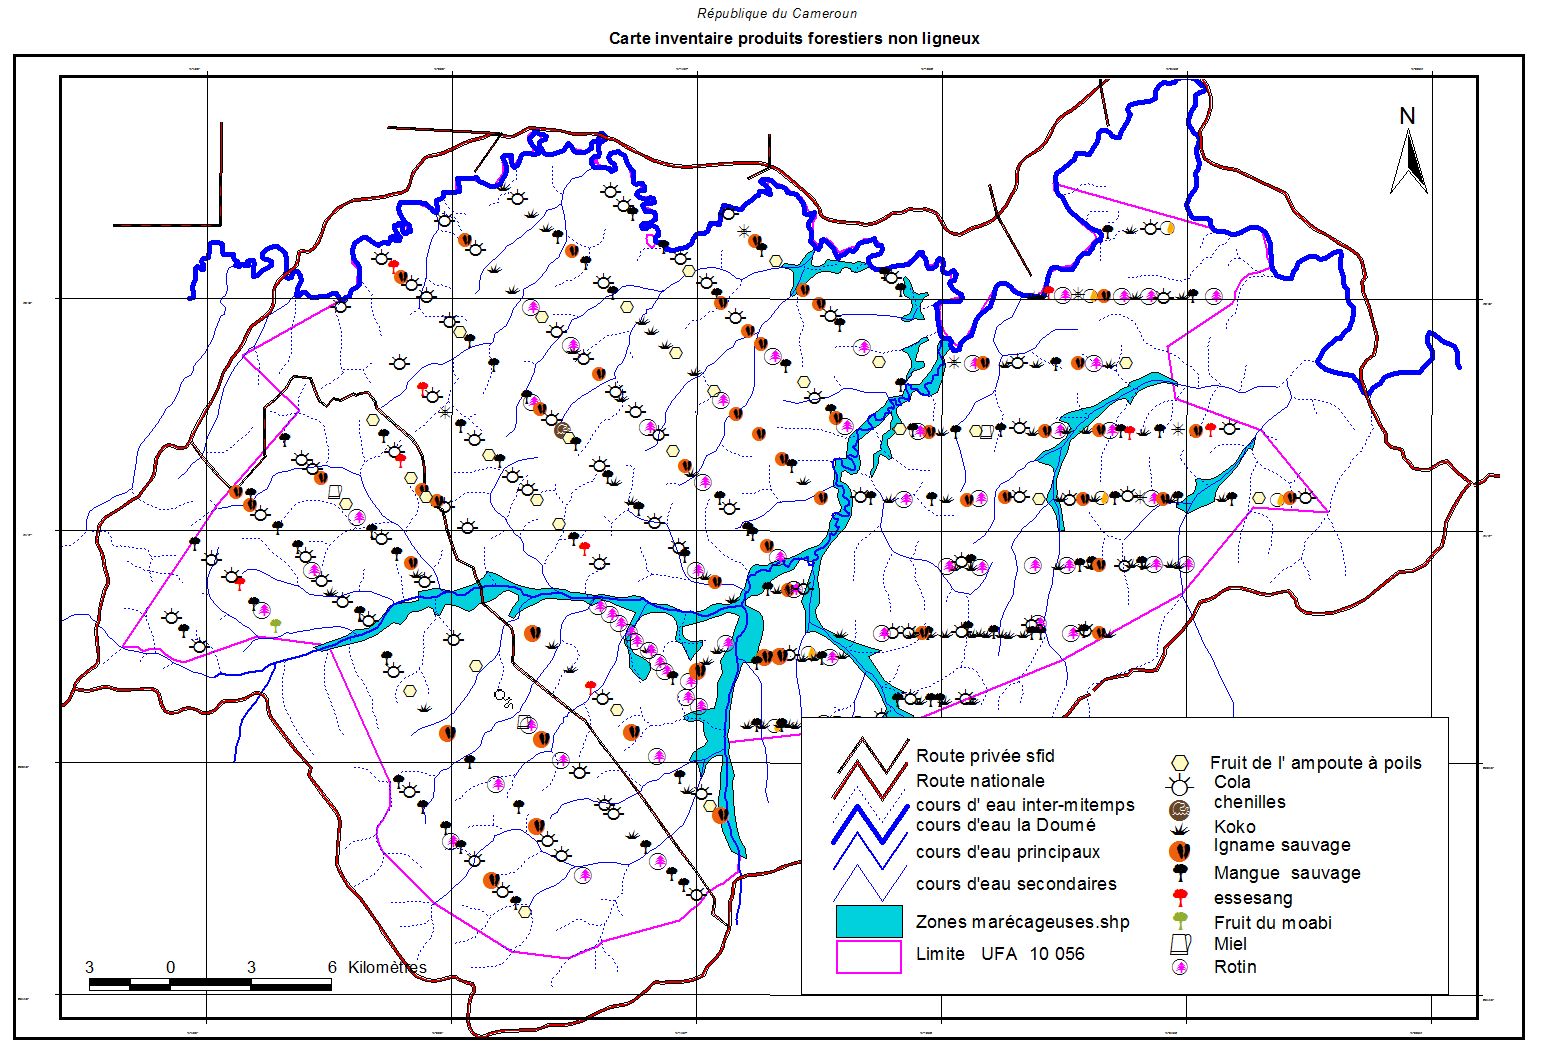 République du Cameroun
Carte inventaire produits forestiers non ligneux
N
Route privée sfid
Route nationale
cours d' eau inter-mitemps
cours d'eau la Doumé
cours d'eau principaux
cours d'eau secondaires
Zones marécageuses.shp
Limite UFA 10 056
Fruit de l' ampoute à poils
Cola
chenilles
Koko
Igname sauvage
Mangue sauvage
essesang
Fruit du moabi
Miel
Rotin
3 0 3 6 Kilomètres